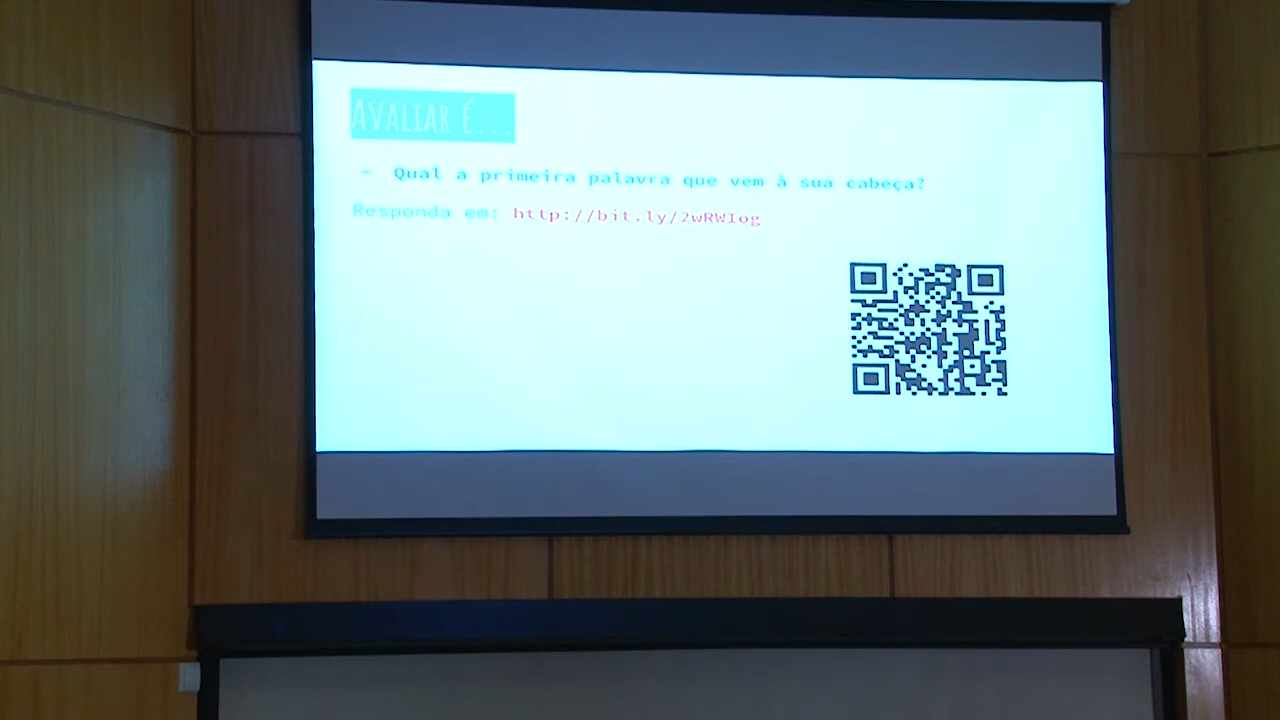 AVALIAR É...
- Qual a primeira palavra que vem à sua cabeça?
Responda em: http://bit.ly/2wRWIog